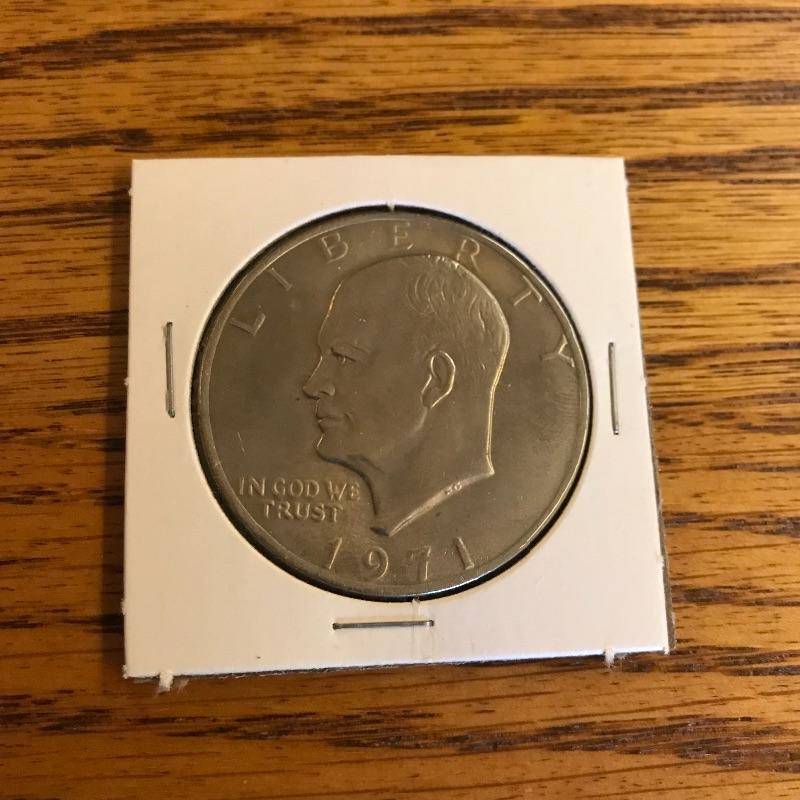 LIBERTY
IN GOD WE
TRUST
1971